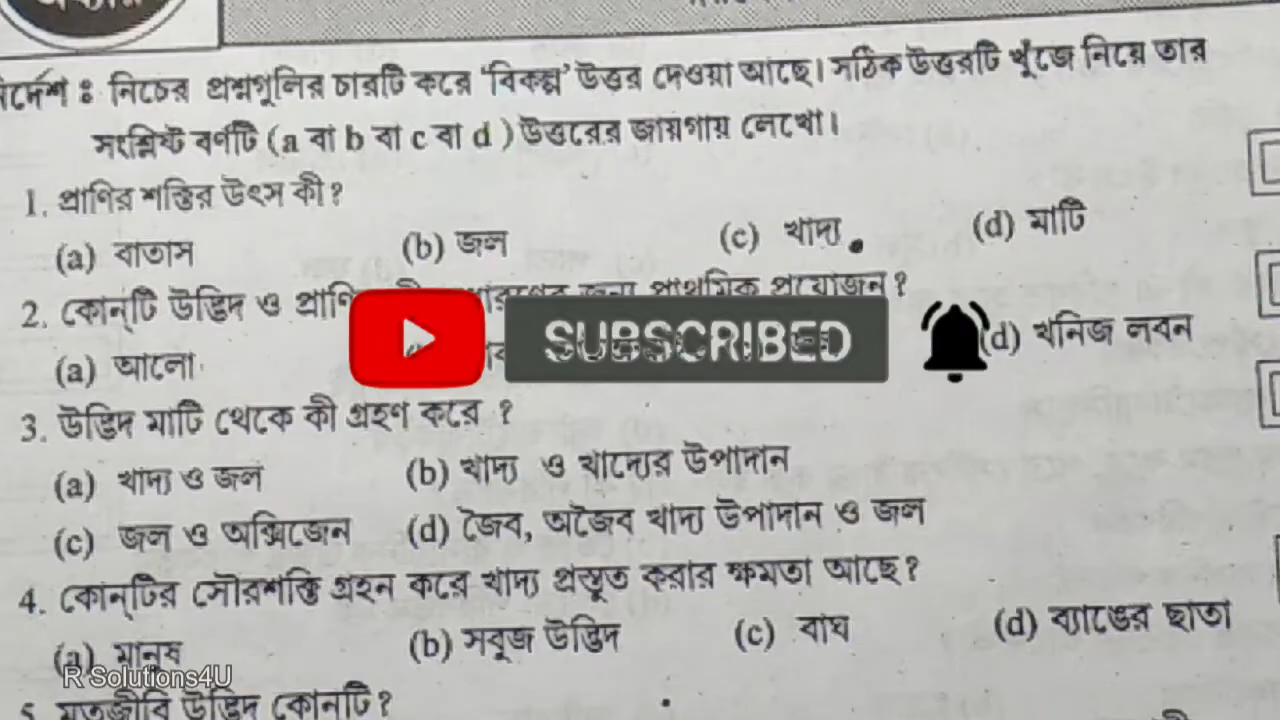 নির্দেশ ঃ নিচের প্রশ্নগুলির চারটি করে 'বিকল্প' উত্তর দেওয়া আছে। সঠিক উত্তরটি খুঁজে নিয়ে তার
সংশ্লিষ্ট বর্ণটি (a বা b বা c বা d ) উত্তরের জায়গায় লেখো।
1. প্রাণির শক্তির উৎস কী?
(a) বাতাস (b) জল (c) খাদ্য (d) মাটি
2. কোন্‌টি উদ্ভিদ ও প্রাণি জন্য প্রাথমিক প্রয়োজন?
(a) আলো SUBSCRIBED (d) খনিজ লবন
3. উদ্ভিদ মাটি থেকে কী গ্রহণ করে ?
(a) খাদ্য ও জল (b) খাদ্য ও খাদ্যের উপাদান
(c) জল ও অক্সিজেন (d) জৈব, অজৈব খাদ্য উপাদান ও জল
4. কোন্‌টির সৌরশক্তি গ্রহন করে খাদ্য প্রস্তুত করার ক্ষমতা আছে?
(a) মানুষ (b) সবুজ উদ্ভিদ (c) বাঘ (d) ব্যাঙের ছাতা
R Solutions4U
5. মৃতজীবি উদ্ভিদ কোনটি?